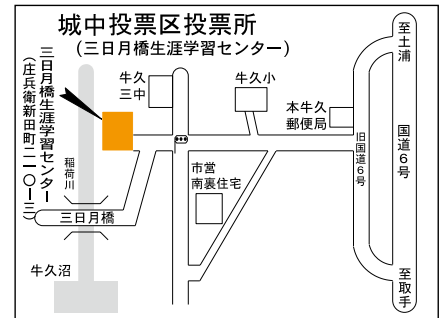 城中投票区投票所
(三日月橋生涯学習センター)
三日月橋生涯学習センター
(庄兵衛新田町二一〇ー三)
稲荷川
三日月橋
牛久沼
牛久
三中
牛久小
本牛久
郵便局
市営
南裏住宅
旧国道6号
国道6号
至土浦
至取手